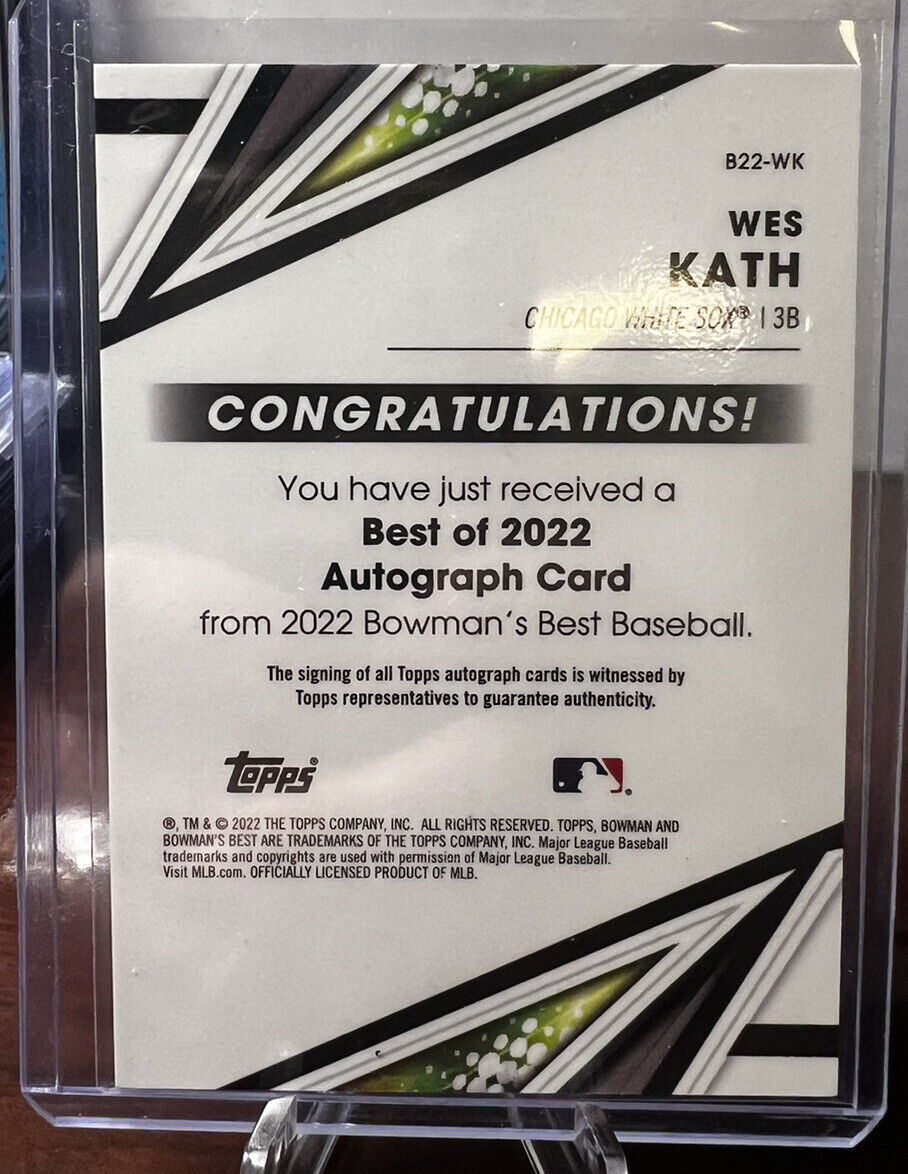 B22-WK
WES
KATH
CHICAGO WHITE SOX® | 3B
CONGRATULATIONS!
You have just received a
Best of 2022
Autograph Card
from 2022 Bowman's Best Baseball.
The signing of all Topps autograph cards is witnessed by
Topps representatives to guarantee authenticity.
topps®
®, TM & © 2022 THE TOPPS COMPANY, INC. ALL RIGHTS RESERVED. TOPPS, BOWMAN AND
BOWMAN'S BEST ARE TRADEMARKS OF THE TOPPS COMPANY, INC. Major League Baseball
trademarks and copyrights are used with permission of Major League Baseball.
Visit MLB.com. OFFICIALLY LICENSED PRODUCT OF MLB.